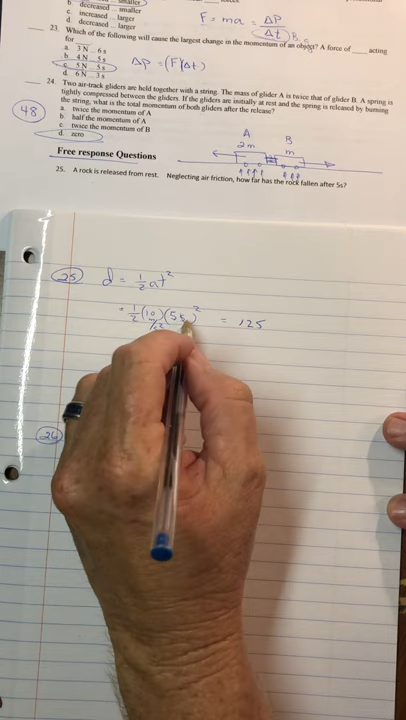 b. decreased ... smaller
c. increased ... larger
d. decreased ... larger
F = ma = ΔP
Δt
23. Which of the following will cause the largest change in the momentum of an object? A force of ____ acting
for ____
a. 3 N ... 6 s
b. 4 N ... 5 s
c. 5 N ... 5 s
d. 6 N ... 3 s
ΔP = (F)(Δt)
24. Two air-track gliders are held together with a string. The mass of glider A is twice that of glider B. A spring is
tightly compressed between the gliders. If the gliders are initially at rest and the spring is released by burning
the string, what is the total momentum of both gliders after the release?
48
a. twice the momentum of A
b. half the momentum of A
c. twice the momentum of B
d. zero
A B
2m m
Free response Questions
25. A rock is released from rest. Neglecting air friction, how far has the rock fallen after 5s?
25 d = ½at²
= ½(10 m/s²)(5s)² = 125
26